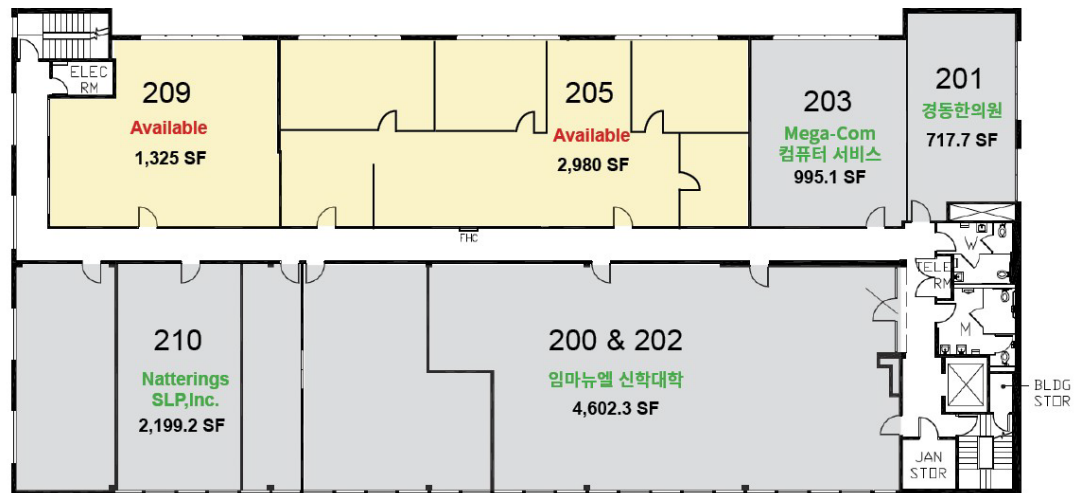 ELEC
RM
209
Available
1,325 SF
205
Available
2,980 SF
203
Mega-Com
컴퓨터 서비스
995.1 SF
201
경동한의원
717.7 SF
FHC
W
TELE
RM
M
210
Natterings
SLP,Inc.
2,199.2 SF
200 & 202
임마뉴엘 신학대학
4,602.3 SF
BLDG
STOR
JAN
STOR